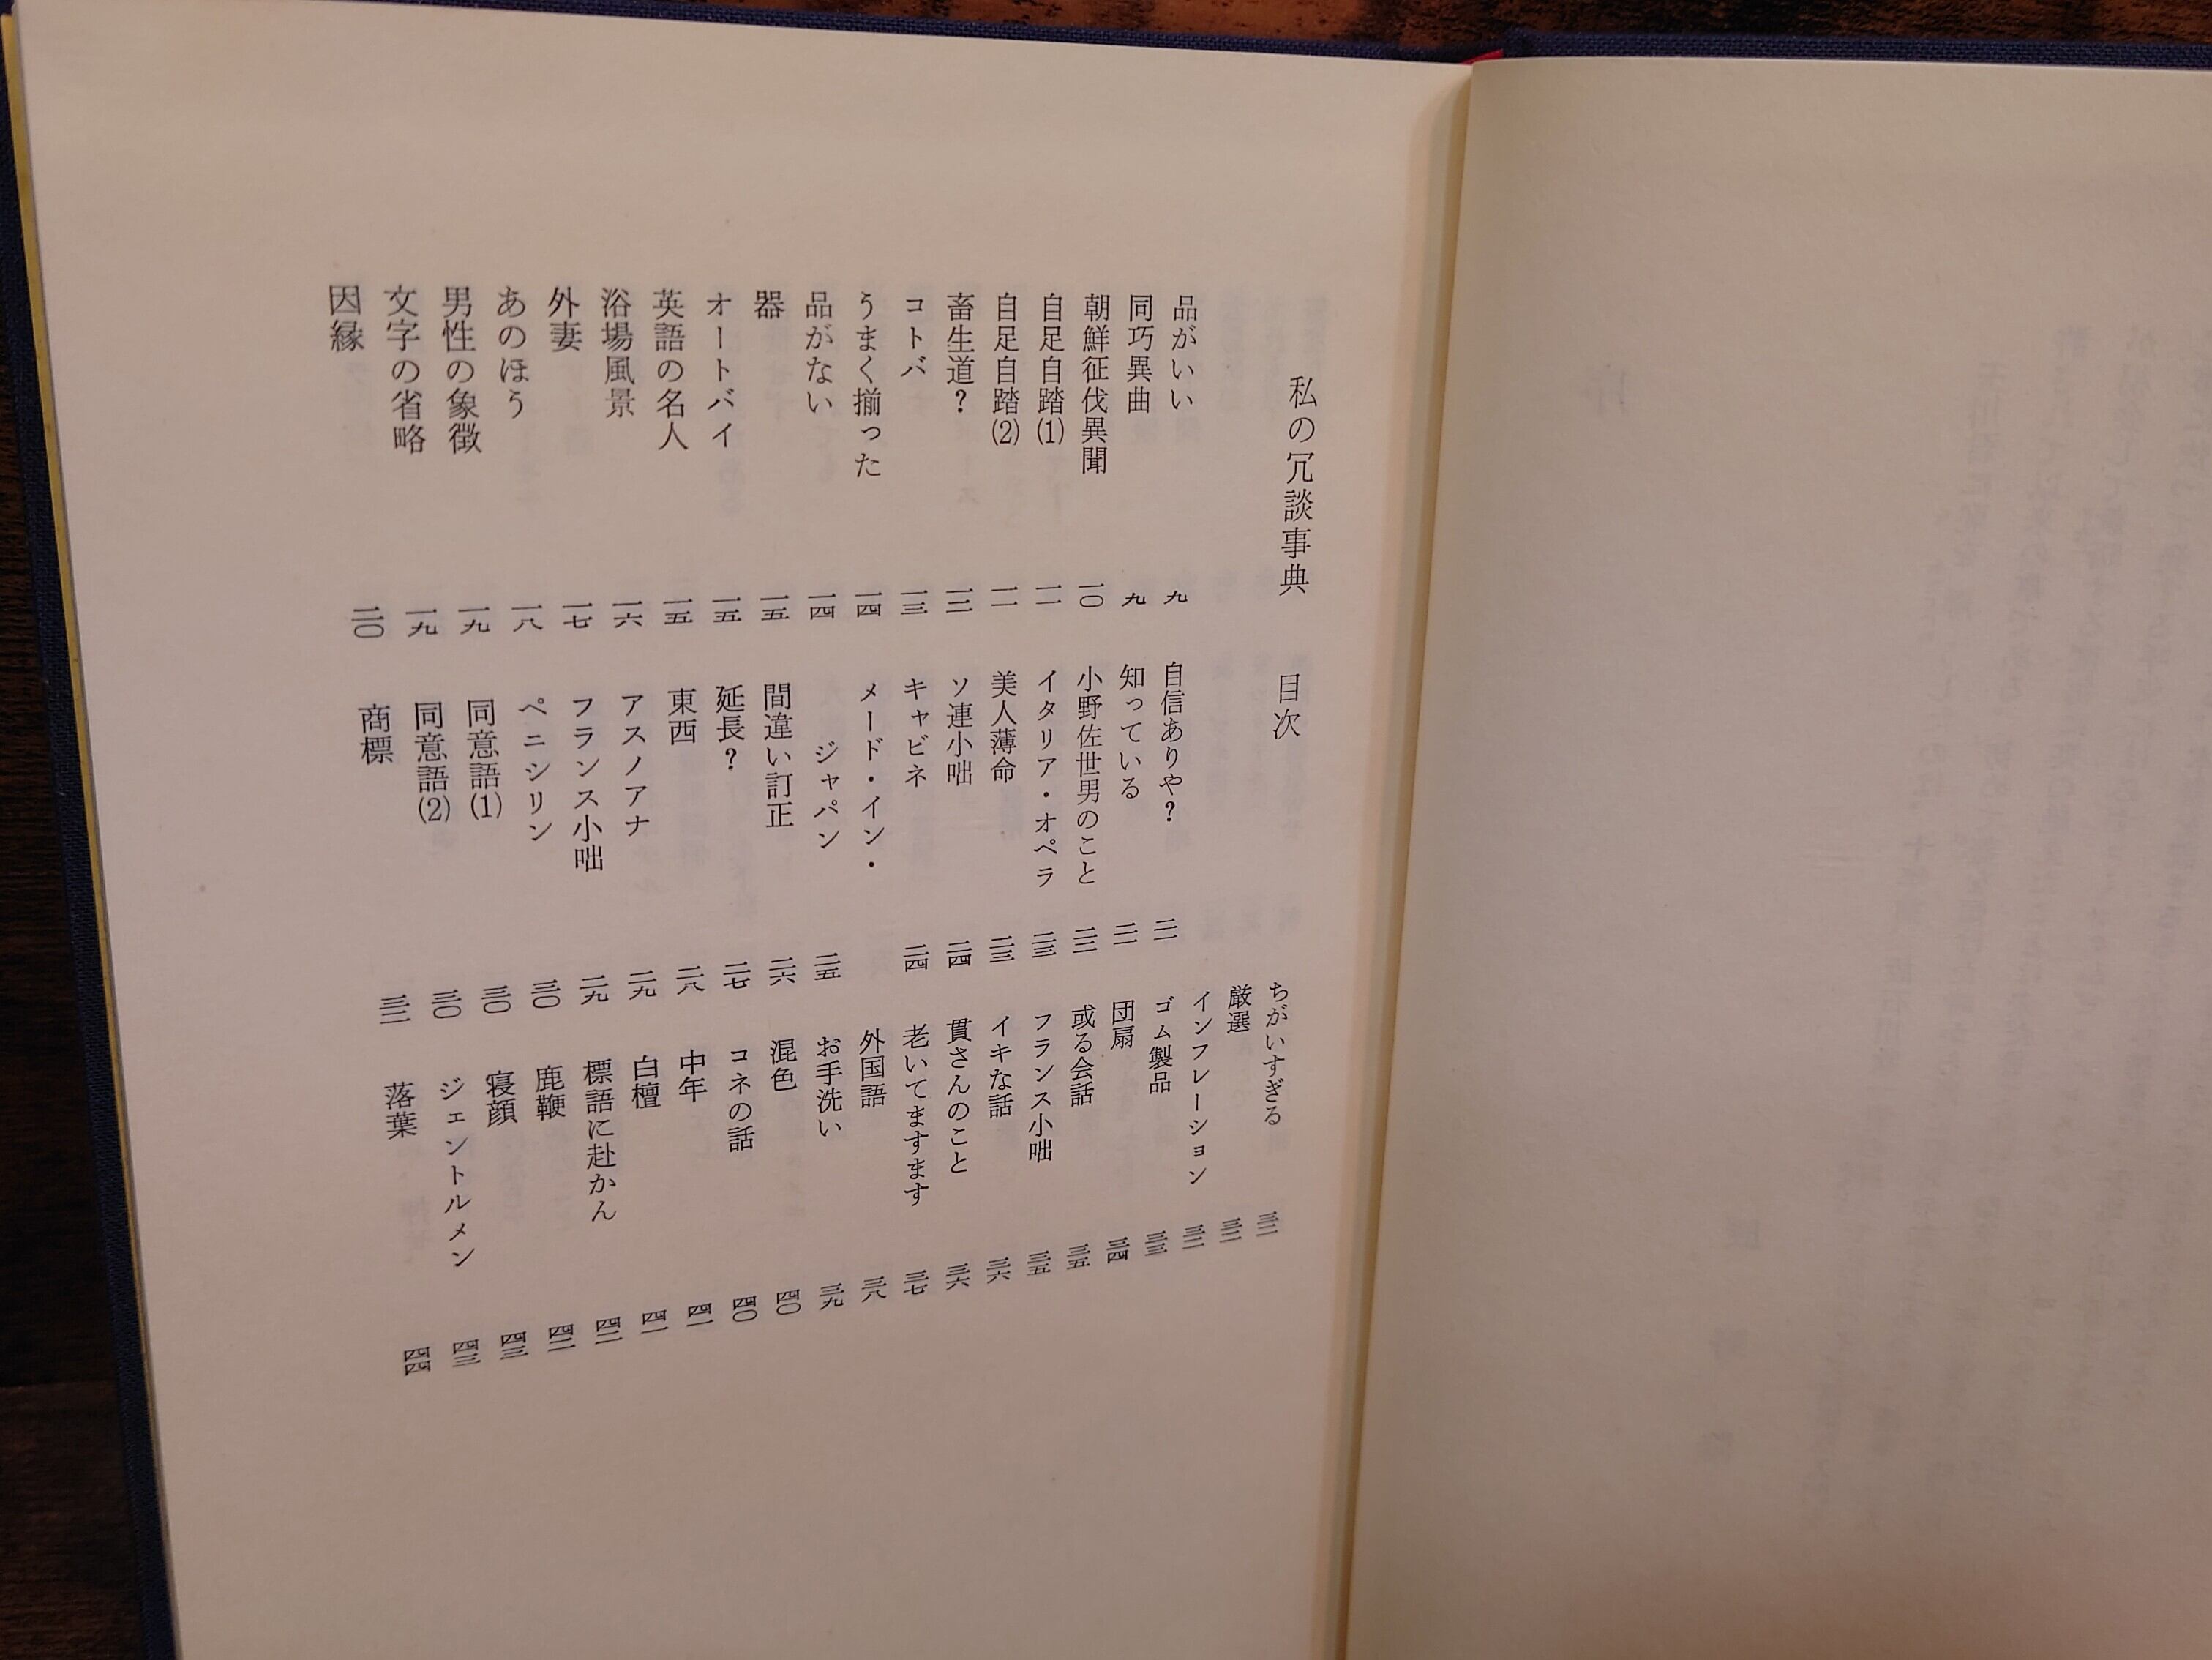 私の冗談事典　目次
品がいい　九
同巧異曲　九
朝鮮征伐異聞　一〇
自足自踏(1)　一一
自足自踏(2)　一一
畜生道？　一二
コトバ　一三
うまく揃った　一四
品がない　一四
器　一五
オートバイ　一五
英語の名人　一五
浴場風景　一六
外妻　一七
あのほう　一八
男性の象徴　一九
文字の省略　一九
因縁　二〇
自信ありや？　二一
知っている　二一
小野佐世男のこと　二二
イタリア・オペラ　二三
美人薄命　二三
ソ連小咄　二四
キャビネ　二四
メード・イン・
ジャパン　二五
間違い訂正　二六
延長？　二七
東西　二八
アスノアナ　二九
フランス小咄　二九
ペニシリン　三〇
同意語(1)　三〇
同意語(2)　三〇
商標　三一
ちがいすぎる　三一
厳選　三二
インフレーション　三二
ゴム製品　三三
団扇　三四
或る会話　三五
フランス小咄　三五
イキな話　三六
貫さんのこと　三六
老いてますます　三七
外国語　三八
お手洗い　三九
混色　四〇
コネの話　四〇
中年　四一
白檀　四一
標語に赴かん　四二
鹿鞭　四二
寝顔　四三
ジェントルメン　四三
落葉　四四